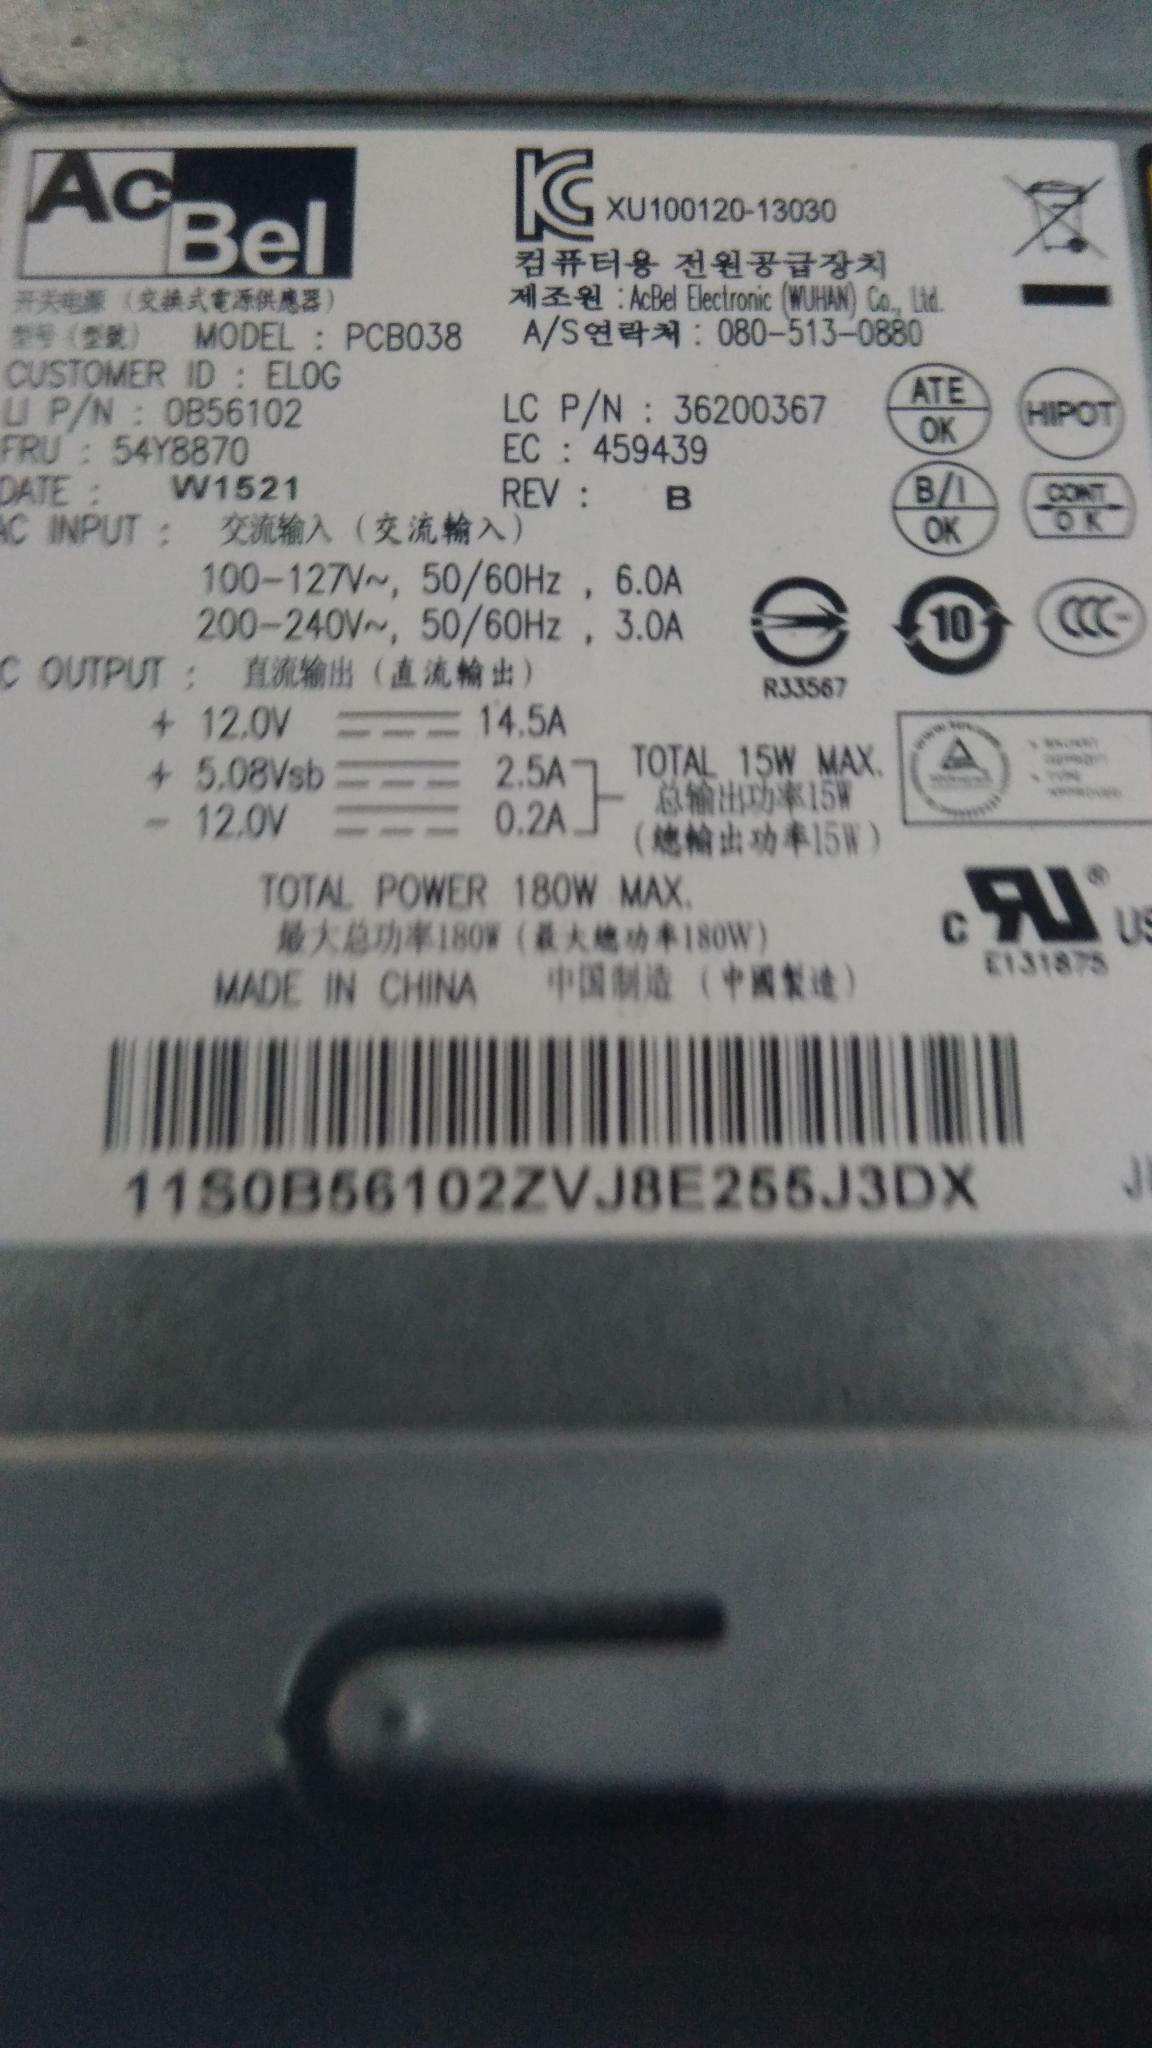 AcBel
XU100120-13030
컴퓨터용 전원공급장치
开关电源 (交換式電源供應器)
제조원 : AcBel Electronic (WUHAN) Co., Ltd.
型号 (型號) MODEL : PCB038
A/S연락처 : 080-513-0880
CUSTOMER ID : ELOG
LI P/N : 0B56102
LC P/N : 36200367
FRU : 54Y8870
EC : 459439
DATE : W1521
REV : B
ATE
OK
HIPOT
B/I
OK
CONT
OK
AC INPUT : 交流输入 (交流輸入)
100-127V~, 50/60Hz , 6.0A
200-240V~, 50/60Hz , 3.0A
R33567
10
CCC
C OUTPUT : 直流输出 (直流輸出)
+ 12.0V 14.5A
+ 5.08Vsb 2.5A
- 12.0V 0.2A
TOTAL 15W MAX.
总输出功率15W
(總輸出功率15W)
TOTAL POWER 180W MAX.
最大总功率180W (最大總功率180W)
MADE IN CHINA 中国制造 (中國製造)
C RU ® US
E131875
11S0B56102ZVJ8E255J3DX